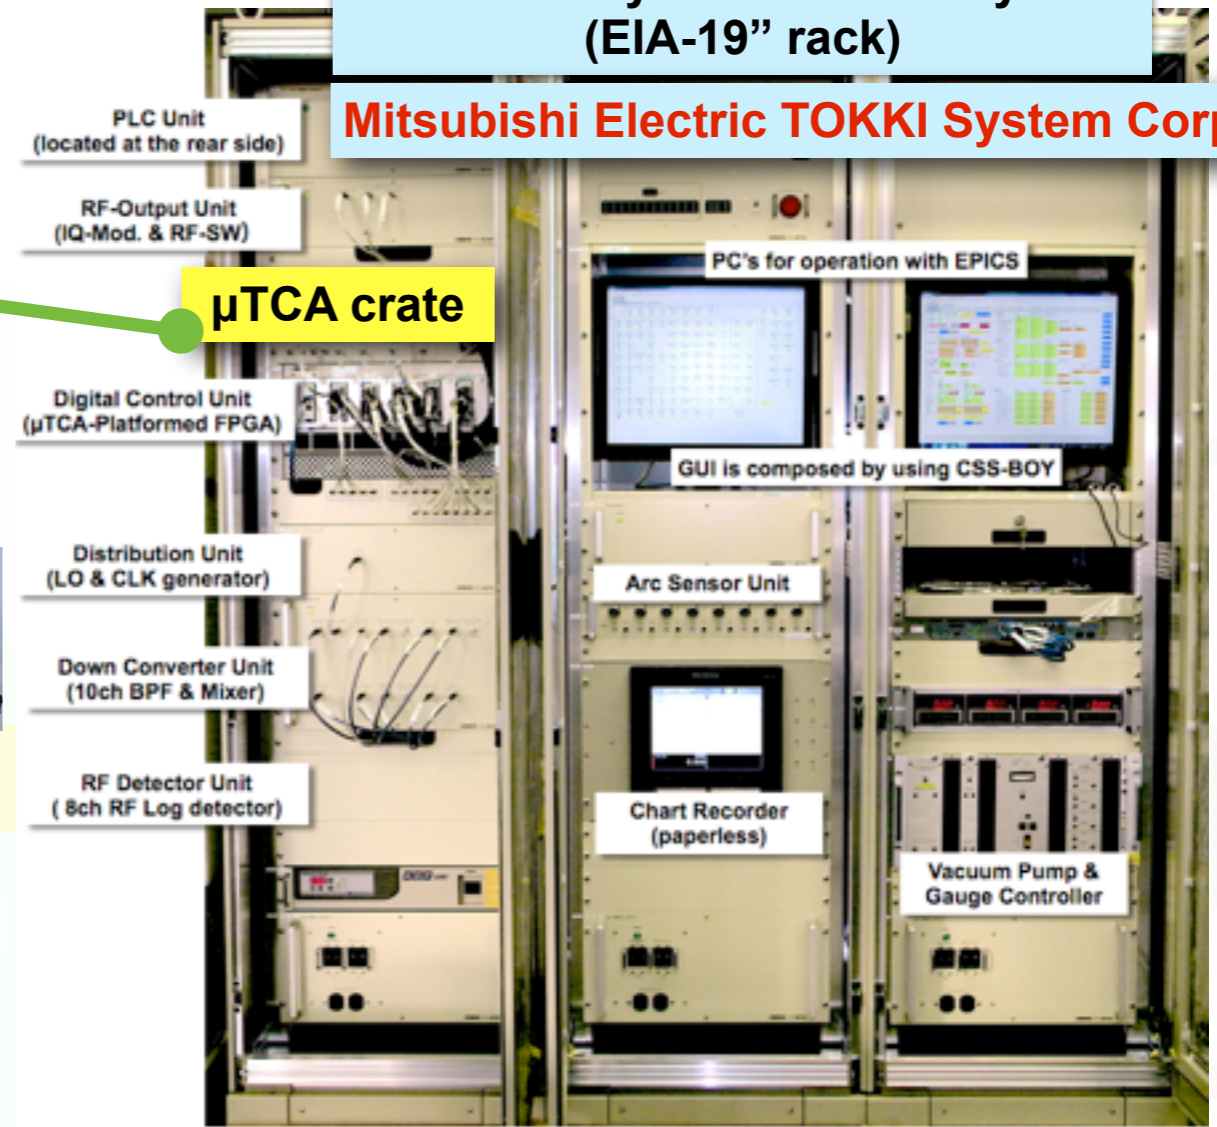 (EIA-19” rack)
Mitsubishi Electric TOKKI System Corp
PLC Unit
(located at the rear side)
RF-Output Unit
(IQ-Mod. & RF-SW)
PC's for operation with EPICS
µTCA crate
Digital Control Unit
(µTCA-Platformed FPGA)
GUI is composed by using CSS-BOY
Distribution Unit
(LO & CLK generator)
Arc Sensor Unit
Down Converter Unit
(10ch BPF & Mixer)
RF Detector Unit
( 8ch RF Log detector)
Chart Recorder
(paperless)
Vacuum Pump &
Gauge Controller